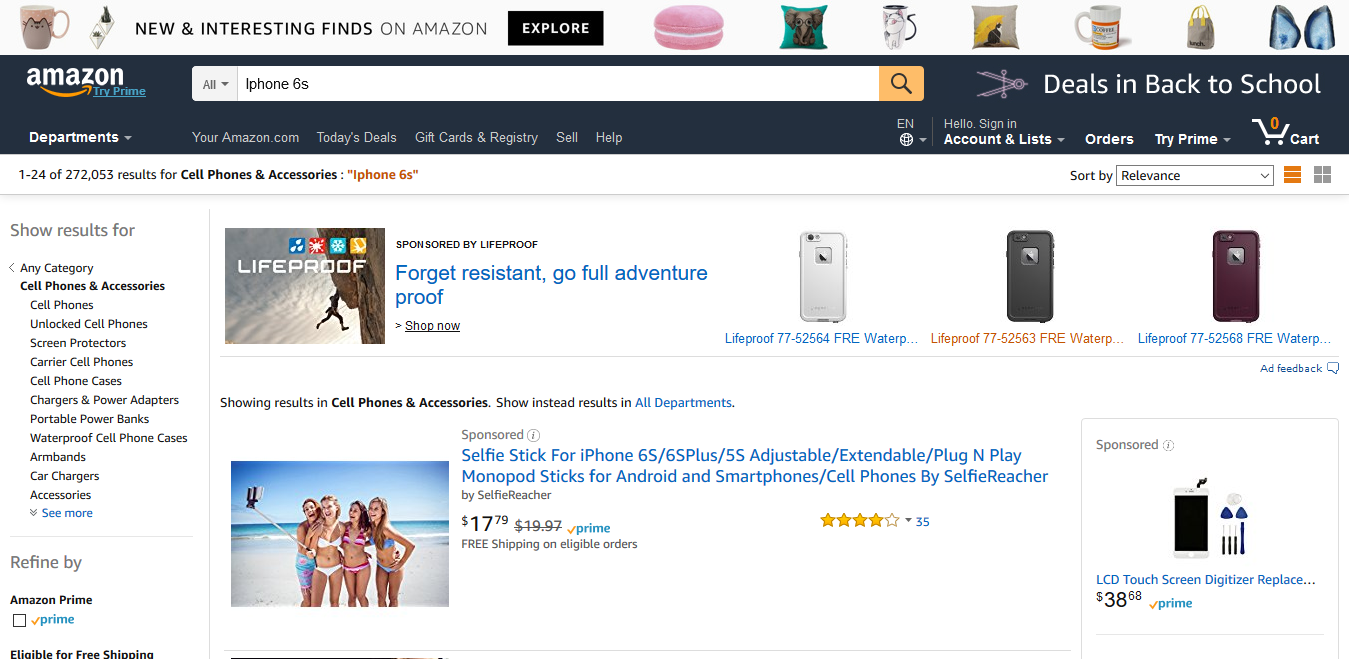 NEW & INTERESTING FINDS ON AMAZON
EXPLORE
COFFEE
lunch.
amazon
Try Prime
All
Iphone 6s
Deals in Back to School
Departments
Your Amazon.com
Today's Deals
Gift Cards & Registry
Sell
Help
EN
Hello. Sign in
Account & Lists
Orders
Try Prime
0
Cart
1-24 of 272,053 results for Cell Phones & Accessories : "Iphone 6s"
Sort by Relevance
Show results for
Any Category
Cell Phones & Accessories
Cell Phones
Unlocked Cell Phones
Screen Protectors
Carrier Cell Phones
Cell Phone Cases
Chargers & Power Adapters
Portable Power Banks
Waterproof Cell Phone Cases
Armbands
Car Chargers
Accessories
See more
Refine by
Amazon Prime
prime
Eligible for Free Shipping
LIFEPROOF
SPONSORED BY LIFEPROOF
Forget resistant, go full adventure
proof
> Shop now
Lifeproof 77-52564 FRE Waterp...
Lifeproof 77-52563 FRE Waterp...
Lifeproof 77-52568 FRE Waterp...
Ad feedback
Showing results in Cell Phones & Accessories. Show instead results in All Departments.
Sponsored
Selfie Stick For iPhone 6S/6SPlus/5S Adjustable/Extendable/Plug N Play
Monopod Sticks for Android and Smartphones/Cell Phones By SelfieReacher
by SelfieReacher
$17 79 $19.97 prime
FREE Shipping on eligible orders
35
Sponsored
LCD Touch Screen Digitizer Replace...
$38 68 prime